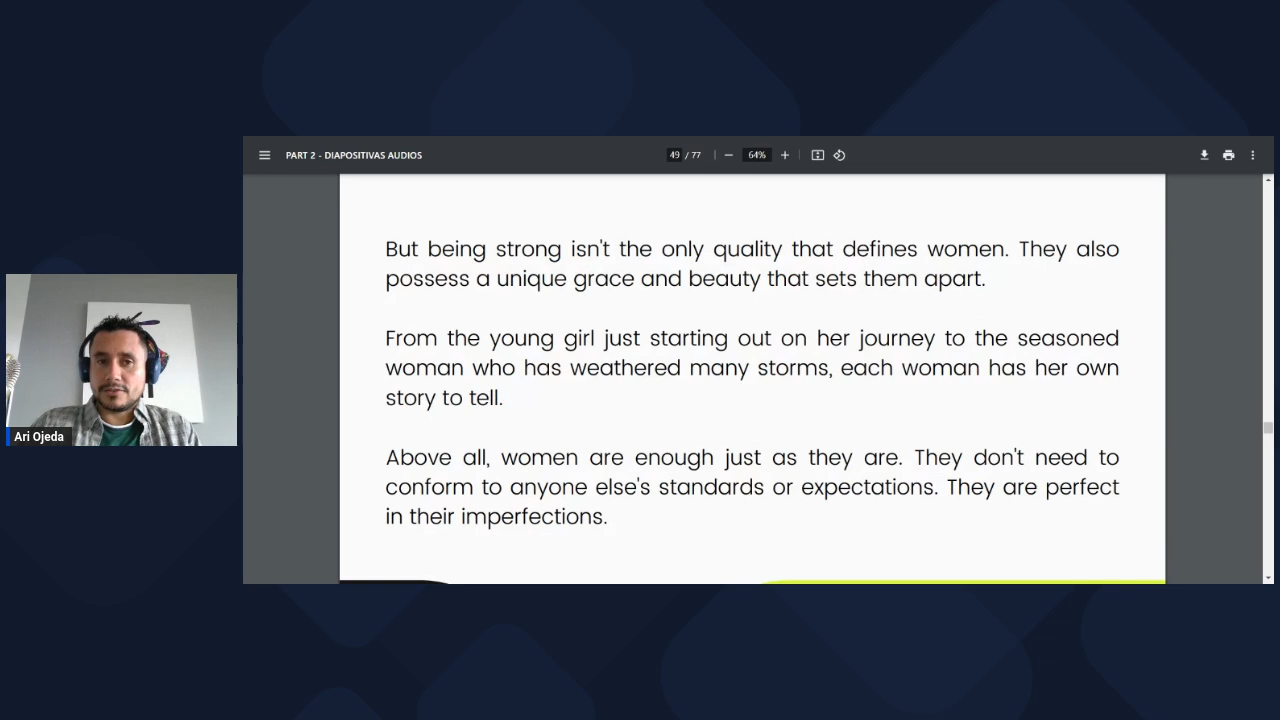 PART 2 - DIAPOSITIVAS AUDIOS
49 / 77
64%
But being strong isn't the only quality that defines women. They also
possess a unique grace and beauty that sets them apart.
From the young girl just starting out on her journey to the seasoned
woman who has weathered many storms, each woman has her own
story to tell.
Above all, women are enough just as they are. They don't need to
conform to anyone else's standards or expectations. They are perfect
in their imperfections.
Ari Ojeda